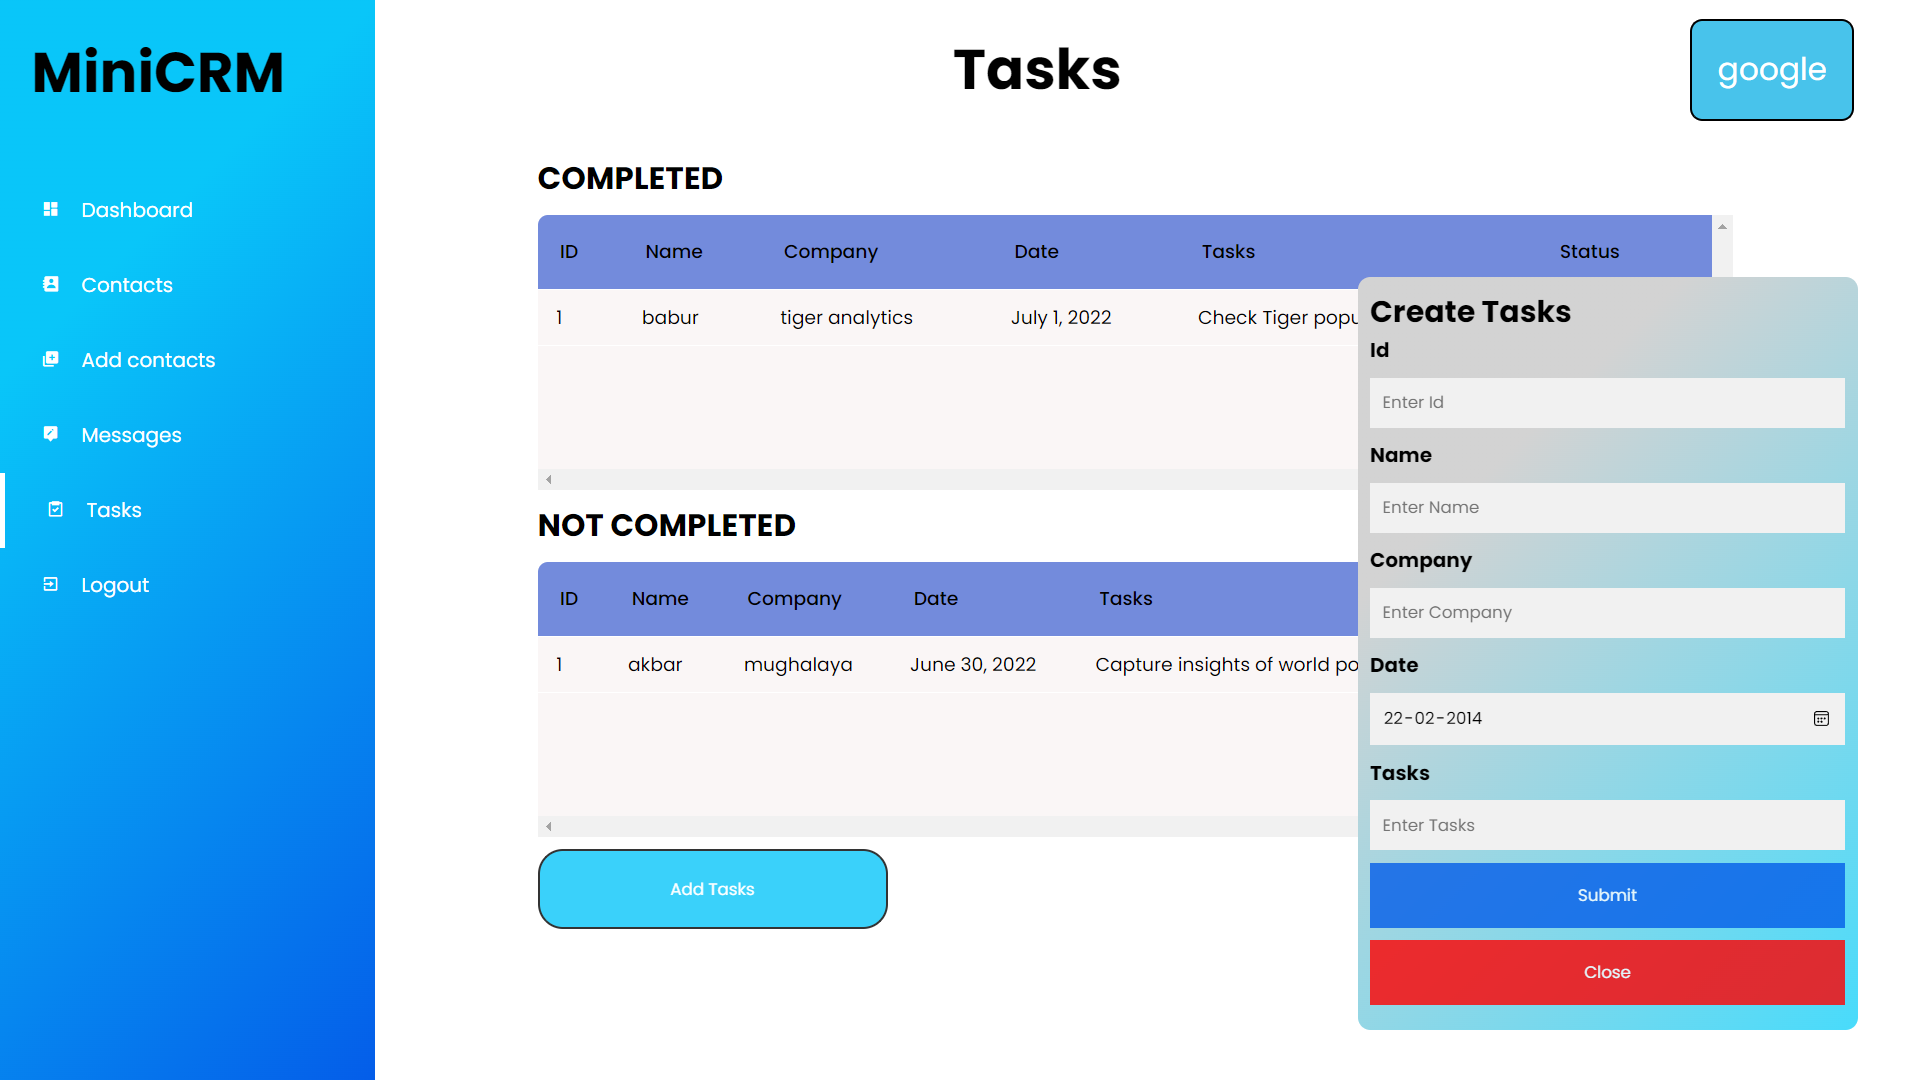 MiniCRM
Dashboard
Contacts
Add contacts
Messages
Tasks
Logout
Tasks
google
COMPLETED
ID Name Company Date Tasks Status
1 babur tiger analytics July 1, 2022 Check Tiger popu
NOT COMPLETED
ID Name Company Date Tasks
1 akbar mughalaya June 30, 2022 Capture insights of world po
Add Tasks
Create Tasks
Id
Enter Id
Name
Enter Name
Company
Enter Company
Date
22-02-2014
Tasks
Enter Tasks
Submit
Close